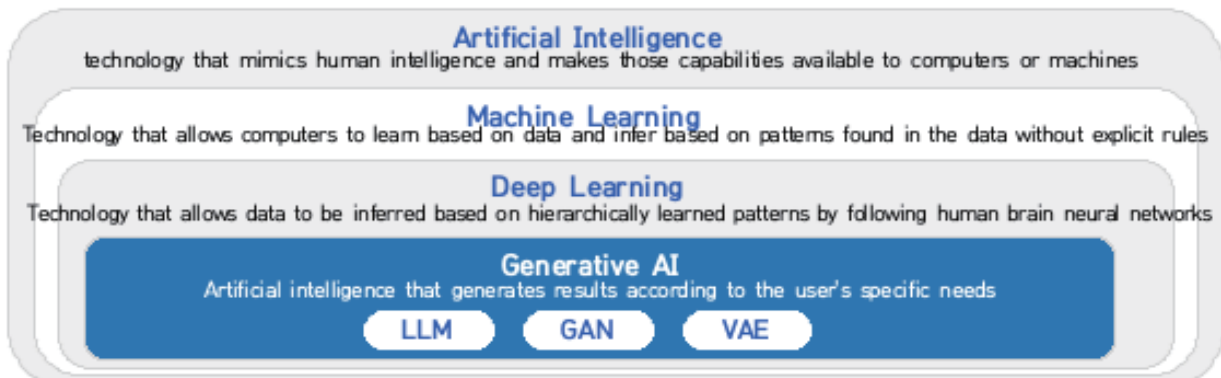 Artificial Intelligence
technology that mimics human intelligence and makes those capabilities available to computers or machines
Machine Learning
Technology that allows computers to learn based on data and infer based on patterns found in the data without explicit rules
Deep Learning
Technology that allows data to be inferred based on hierarchically learned patterns by following human brain neural networks
Generative AI
Artificial intelligence that generates results according to the user's specific needs
LLM GAN VAE